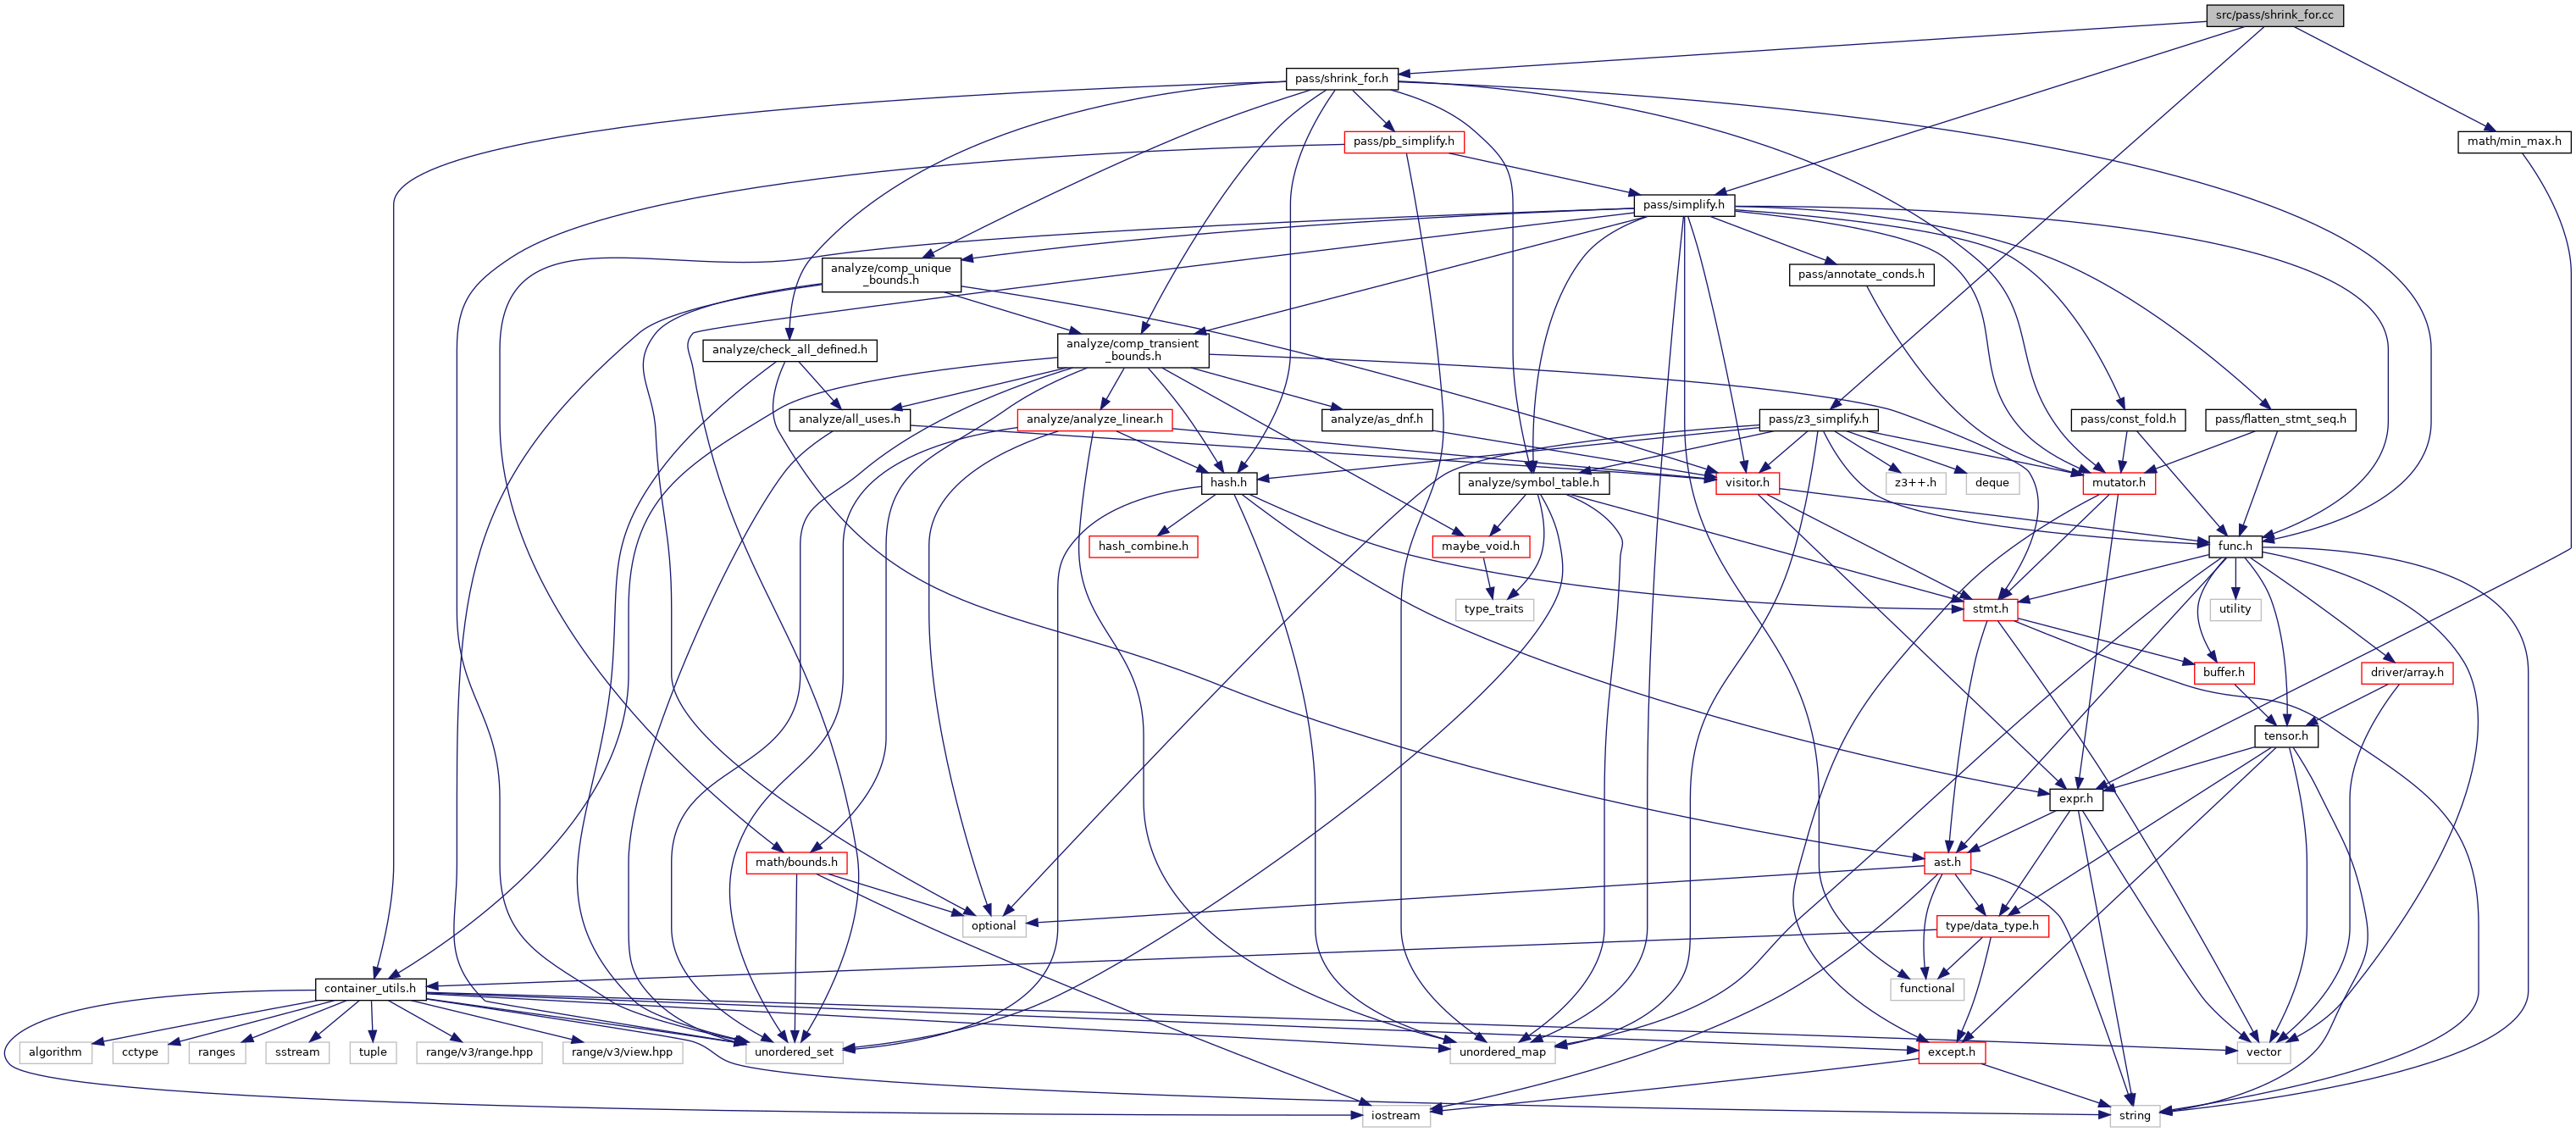 src/pass/shrink_for.cc
pass/shrink_for.h
pass/pb_simplify.h
math/min_max.h
pass/simplify.h
analyze/comp_unique
_bounds.h
pass/annotate_conds.h
analyze/check_all_defined.h
analyze/comp_transient
_bounds.h
analyze/all_uses.h
analyze/analyze_linear.h
analyze/as_dnf.h
pass/z3_simplify.h
pass/const_fold.h
pass/flatten_stmt_seq.h
hash.h
analyze/symbol_table.h
visitor.h
z3++.h
deque
mutator.h
hash_combine.h
maybe_void.h
func.h
type_traits
stmt.h
utility
buffer.h
driver/array.h
tensor.h
expr.h
math/bounds.h
ast.h
optional
type/data_type.h
container_utils.h
functional
algorithm
cctype
ranges
sstream
tuple
range/v3/range.hpp
range/v3/view.hpp
unordered_set
unordered_map
except.h
vector
iostream
string